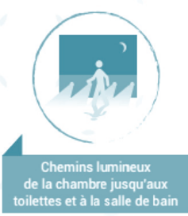 Chemins lumineux
de la chambre jusqu'aux
toilettes et à la salle de bain